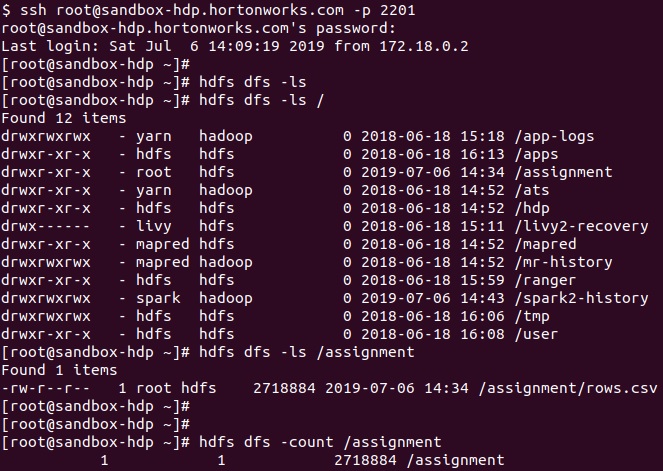 $ ssh root@sandbox-hdp.hortonworks.com -p 2201
root@sandbox-hdp.hortonworks.com's password:
Last login: Sat Jul  6 14:09:19 2019 from 172.18.0.2
[root@sandbox-hdp ~]#
[root@sandbox-hdp ~]# hdfs dfs -ls
[root@sandbox-hdp ~]# hdfs dfs -ls /
Found 12 items
drwxrwxrwx   - yarn   hadoop          0 2018-06-18 15:18 /app-logs
drwxr-xr-x   - hdfs   hdfs            0 2018-06-18 16:13 /apps
drwxr-xr-x   - root   hdfs            0 2019-07-06 14:34 /assignment
drwxr-xr-x   - yarn   hadoop          0 2018-06-18 14:52 /ats
drwxr-xr-x   - hdfs   hdfs            0 2018-06-18 14:52 /hdp
drwx------   - livy   hdfs            0 2018-06-18 15:11 /livy2-recovery
drwxr-xr-x   - mapred hdfs            0 2018-06-18 14:52 /mapred
drwxrwxrwx   - mapred hadoop          0 2018-06-18 14:52 /mr-history
drwxr-xr-x   - hdfs   hdfs            0 2018-06-18 15:59 /ranger
drwxrwxrwx   - spark  hadoop          0 2019-07-06 14:43 /spark2-history
drwxrwxrwx   - hdfs   hdfs            0 2018-06-18 16:06 /tmp
drwxr-xr-x   - hdfs   hdfs            0 2018-06-18 16:08 /user
[root@sandbox-hdp ~]# hdfs dfs -ls /assignment
Found 1 items
-rw-r--r--   1 root hdfs    2718884 2019-07-06 14:34 /assignment/rows.csv
[root@sandbox-hdp ~]#
[root@sandbox-hdp ~]#
[root@sandbox-hdp ~]# hdfs dfs -count /assignment
           1            1            2718884 /assignment